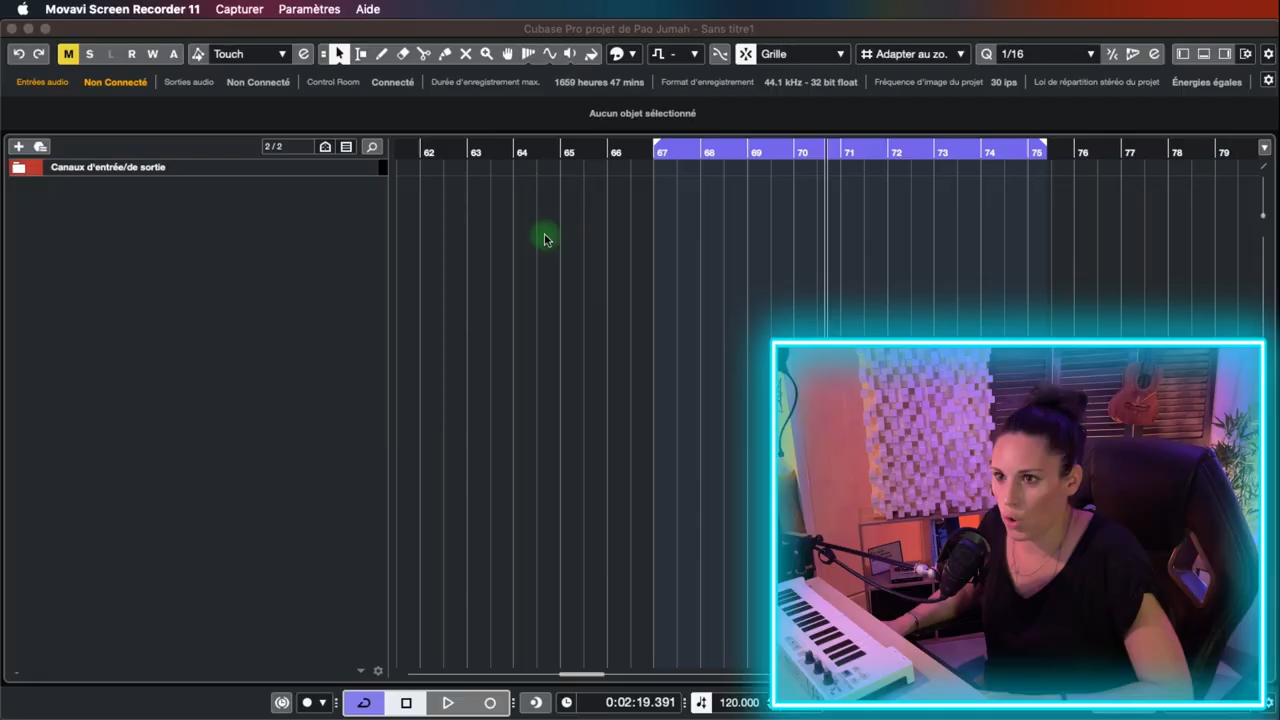 Movavi Screen Recorder 11 Capturer Paramètres Aide
Cubase Pro projet de Pao Jumah - Sans titre1
M S L R W A Touch Grille Adapter au zo. Q 1/16
Entrées audio Non Connecté Sorties audio Non Connecté Control Room Connecté Durée d'enregistrement max. 1659 heures 47 mins Format d'enregistrement 44.1 kHz - 32 bit float Fréquence d'image du projet 30 ips Loi de répartition stéréo du projet Énergies égales
Aucun objet sélectionné
2 / 2
62 63 64 65 66 67 68 69 70 71 72 73 74 75 76 77 78 79
Canaux d'entrée/de sortie
0:02:19.391 120.000